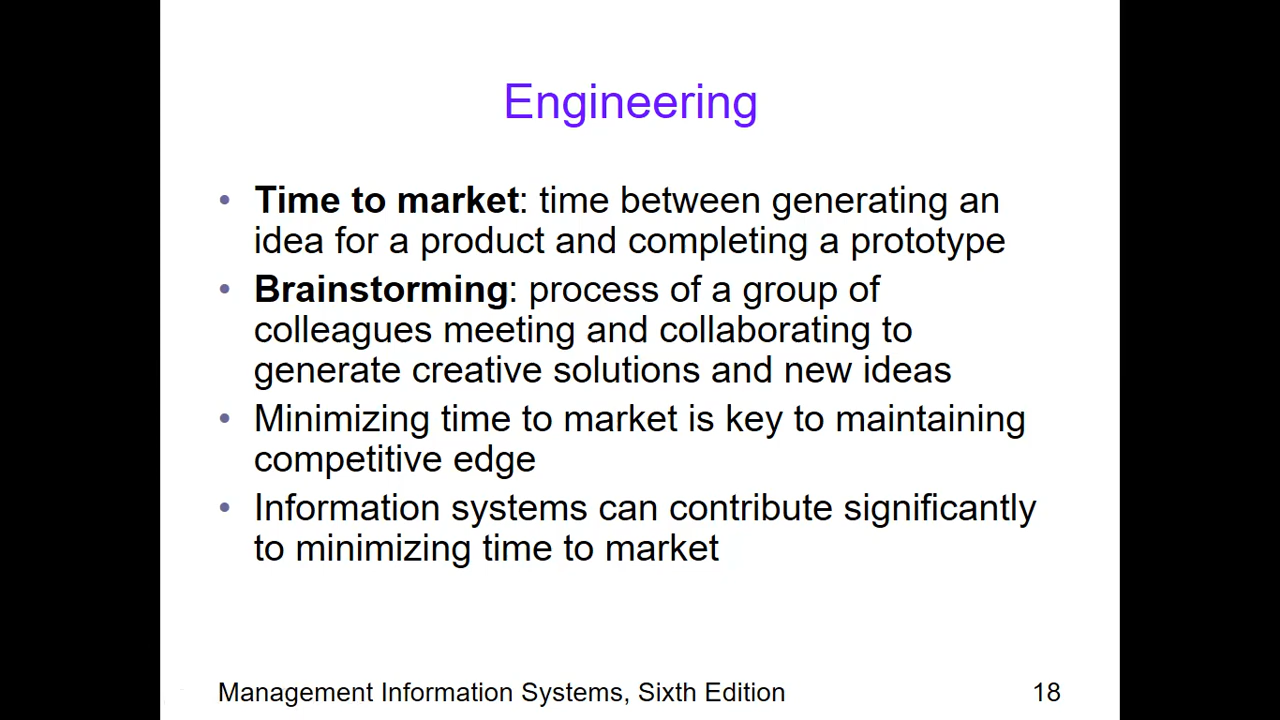 Engineering
• Time to market: time between generating an
idea for a product and completing a prototype
• Brainstorming: process of a group of
colleagues meeting and collaborating to
generate creative solutions and new ideas
• Minimizing time to market is key to maintaining
competitive edge
• Information systems can contribute significantly
to minimizing time to market
Management Information Systems, Sixth Edition 18